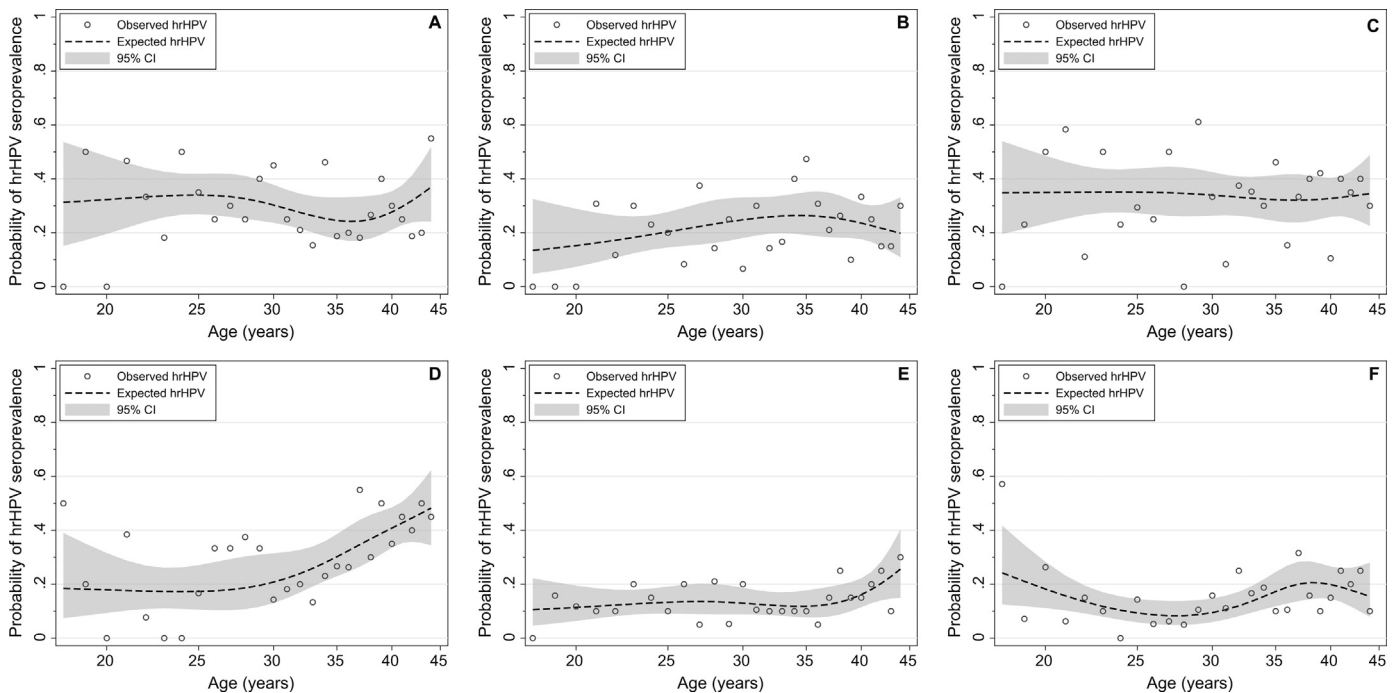 A
Observed hrHPV
Expected hrHPV
95% CI
Probability of hrHPV seroprevalence
0 .2 .4 .6 .8 1
20 25 30 35 40 45
Age (years)
B
Observed hrHPV
Expected hrHPV
95% CI
Probability of hrHPV seroprevalence
0 .2 .4 .6 .8 1
20 25 30 35 40 45
Age (years)
C
Observed hrHPV
Expected hrHPV
95% CI
Probability of hrHPV seroprevalence
0 .2 .4 .6 .8 1
20 25 30 35 40 45
Age (years)
D
Observed hrHPV
Expected hrHPV
95% CI
Probability of hrHPV seroprevalence
0 .2 .4 .6 .8 1
20 25 30 35 40 45
Age (years)
E
Observed hrHPV
Expected hrHPV
95% CI
Probability of hrHPV seroprevalence
0 .2 .4 .6 .8 1
20 25 30 35 40 45
Age (years)
F
Observed hrHPV
Expected hrHPV
95% CI
Probability of hrHPV seroprevalence
0 .2 .4 .6 .8 1
20 25 30 35 40 45
Age (years)